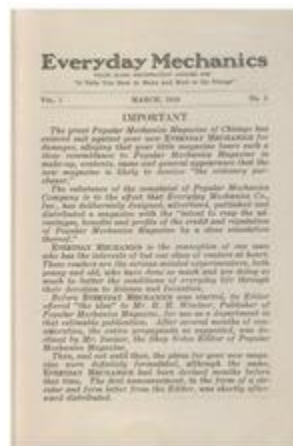 Everyday Mechanics
"It Tells You How to Make and What to Do Things"
VOL. 1 MARCH, 1916 No.
IMPORTANT
The great Popular Mechanics Magazine of Chicago has
entered suit against your new EVERYDAY MECHANICS for
damages, alleging that your little magazine bears such a
close resemblance to Popular Mechanics Magazine in
make-up, contents, name and general appearance that the
new magazine is likely to deceive "the ordinary pur-
chaser."
The substance of the complaint of Popular Mechanics
Company is to the effect that Everyday Mechanics Co.,
Inc., has deliberately designed, advertised, published and
distributed a magazine with the "intent to reap the ad-
vantages, benefits and profits of the credit and reputation
of Popular Mechanics Magazine by a close imitation
thereof."
EVERYDAY MECHANICS is the conception of one man
who has the interests of but one class of readers at heart.
These readers are the serious minded experimenters, both
young and old, who have done so much and are doing so
much to better the conditions of everyday life through
their devotion to Science and Invention.
Before EVERYDAY MECHANICS was started, its Editor
offered "the idea" to Mr. H. H. Windsor, Publisher of
Popular Mechanics Magazine, for use as a department in
that estimable publication. After several months of con-
sideration, the entire arrangement as suggested, was de-
clined by Mr. the Shop Notes Editor of Popular
Mechanics Magazine.
Then, and not until then, the plans for your new maga-
zine were definitely formulated, although the name,
EVERYDAY MECHANICS had been devised months before
that time. The first announcement, in the form of a cir-
cular and form letter from the Editor, was shortly after-
ward distributed.